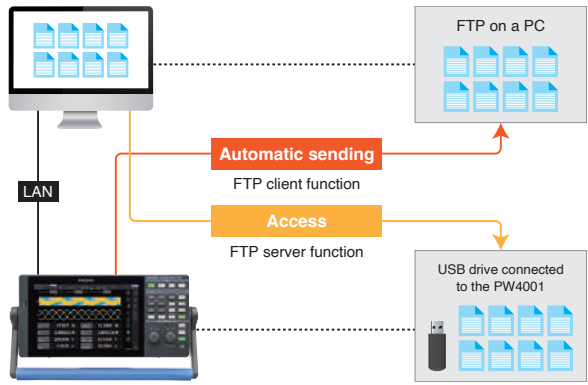 FTP on a PC
Automatic sending
FTP client function
LAN
Access
FTP server function
USB drive connected
to the PW4001
HIOKI